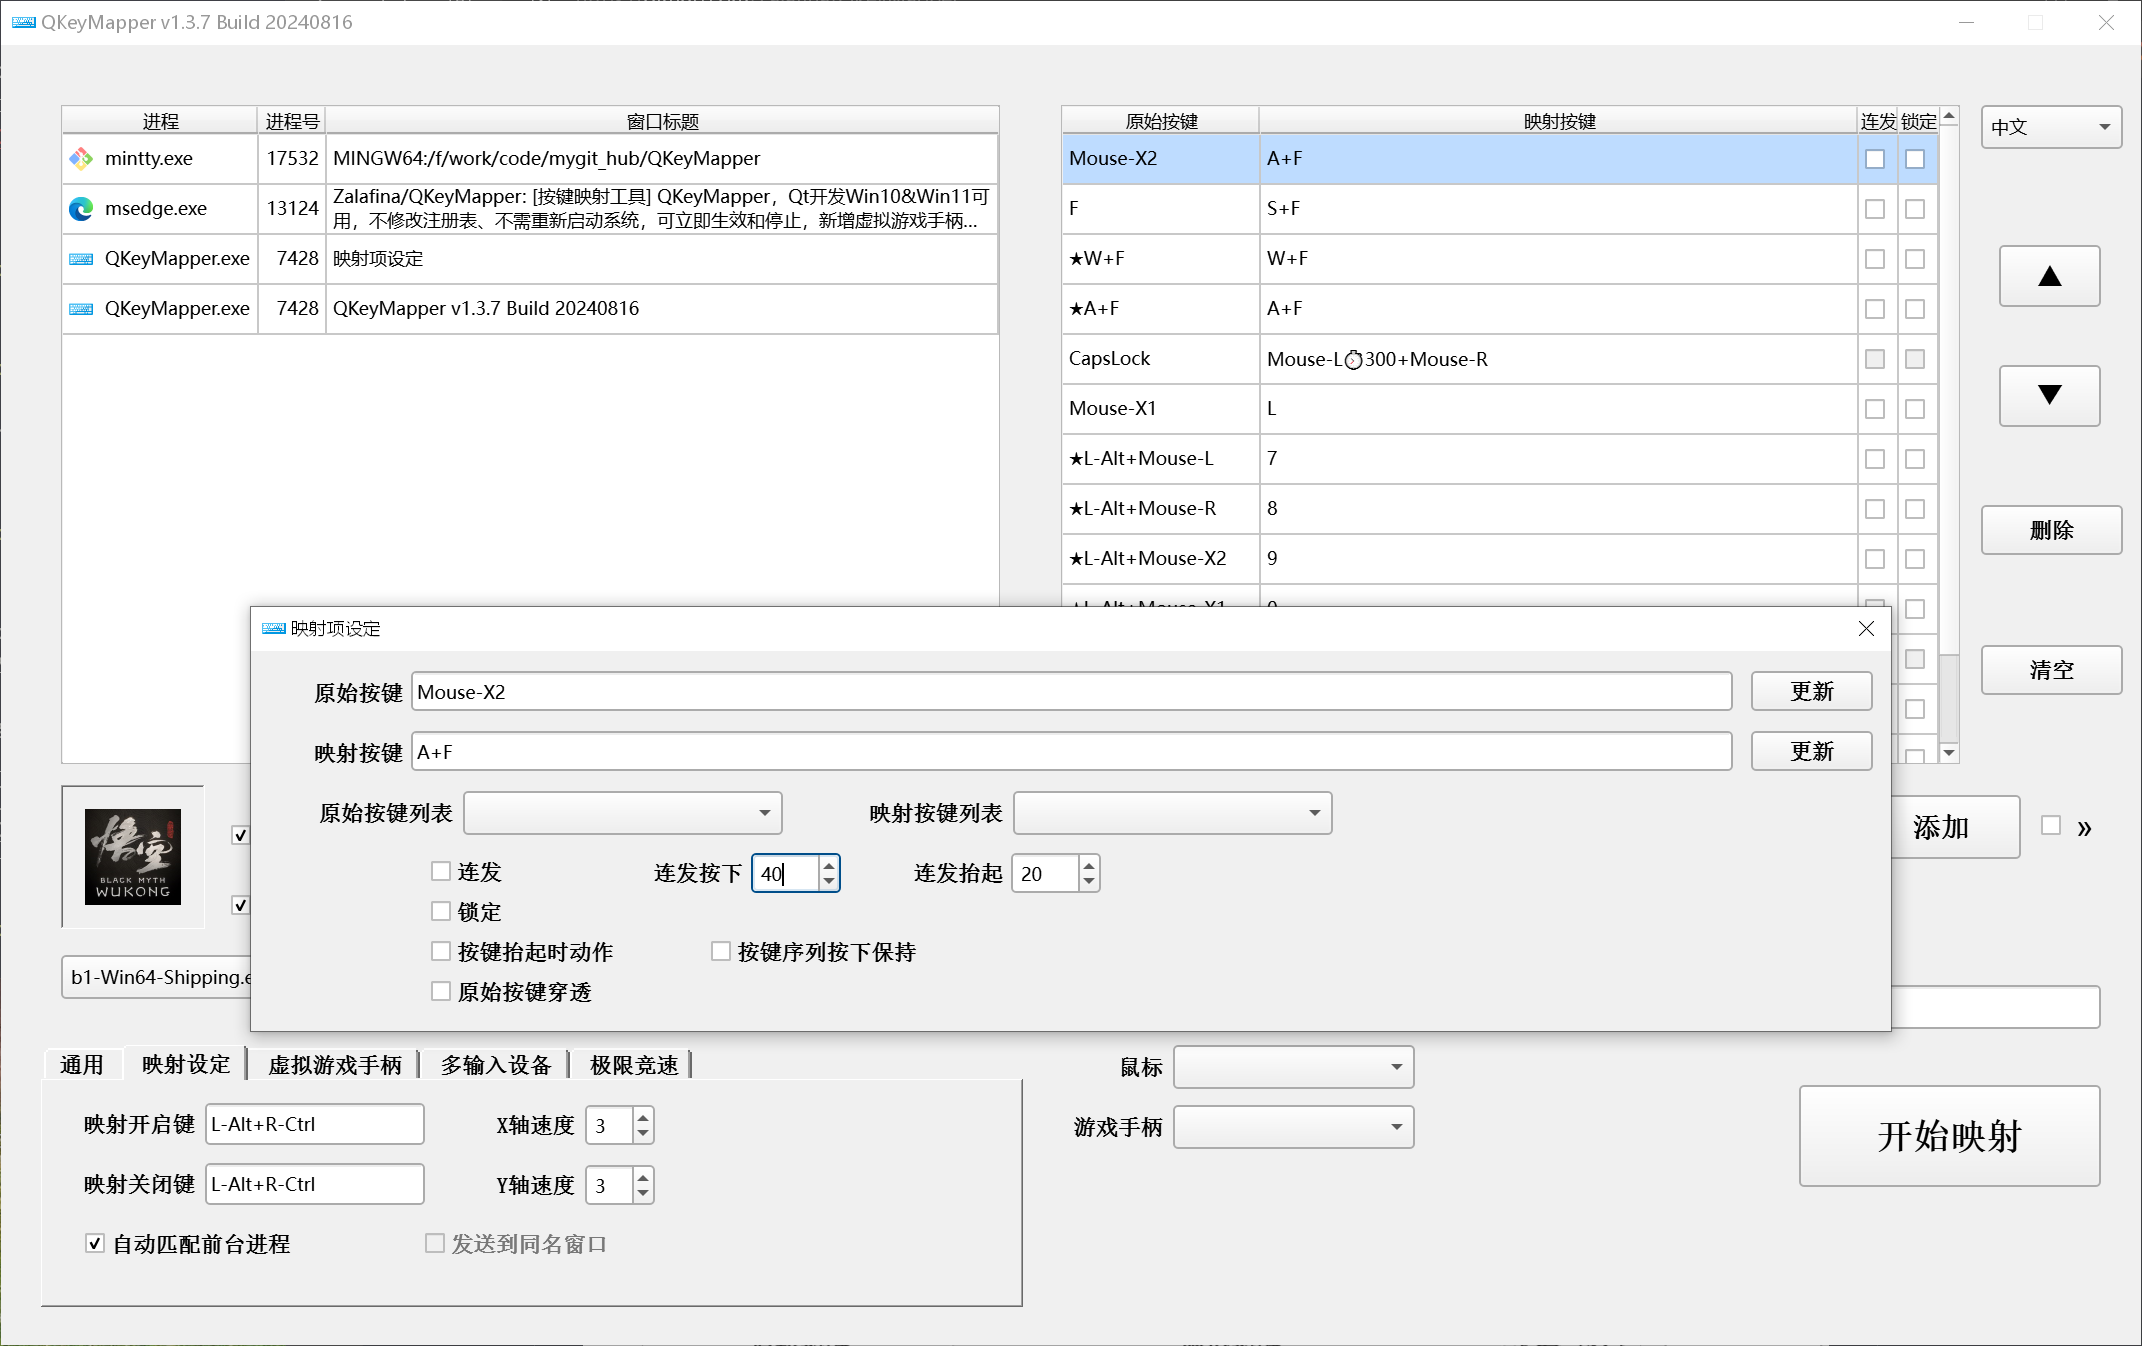 QKeyMapper v1.3.7 Build 20240816
进程 进程号 窗口标题
mintty.exe 17532 MINGW64:/f/work/code/mygit_hub/QKeyMapper
msedge.exe 13124 Zalafina/QKeyMapper: [按键映射工具] QKeyMapper，Qt开发Win10&Win11可
用，不修改注册表、不需重新启动系统，可立即生效和停止，新增虚拟游戏手柄...
QKeyMapper.exe 7428 映射项设定
QKeyMapper.exe 7428 QKeyMapper v1.3.7 Build 20240816
原始按键 映射按键 连发 锁定
Mouse-X2 A+F
F S+F
★W+F W+F
★A+F A+F
CapsLock Mouse-L⏱300+Mouse-R
Mouse-X1 L
★L-Alt+Mouse-L 7
★L-Alt+Mouse-R 8
★L-Alt+Mouse-X2 9
★L-Alt+Mouse-X1 0
中文
▲
▼
删除
清空
映射项设定
原始按键 Mouse-X2 更新
映射按键 A+F 更新
原始按键列表 映射按键列表
连发 连发按下 40 连发抬起 20
锁定
按键抬起时动作 按键序列按下保持
原始按键穿透
悟空
BLACK MYTH
WUKONG
b1-Win64-Shipping.e
添加 »
通用 映射设定 虚拟游戏手柄 多输入设备 极限竞速
映射开启键 L-Alt+R-Ctrl X轴速度 3
映射关闭键 L-Alt+R-Ctrl Y轴速度 3
自动匹配前台进程 发送到同名窗口
鼠标
游戏手柄
开始映射